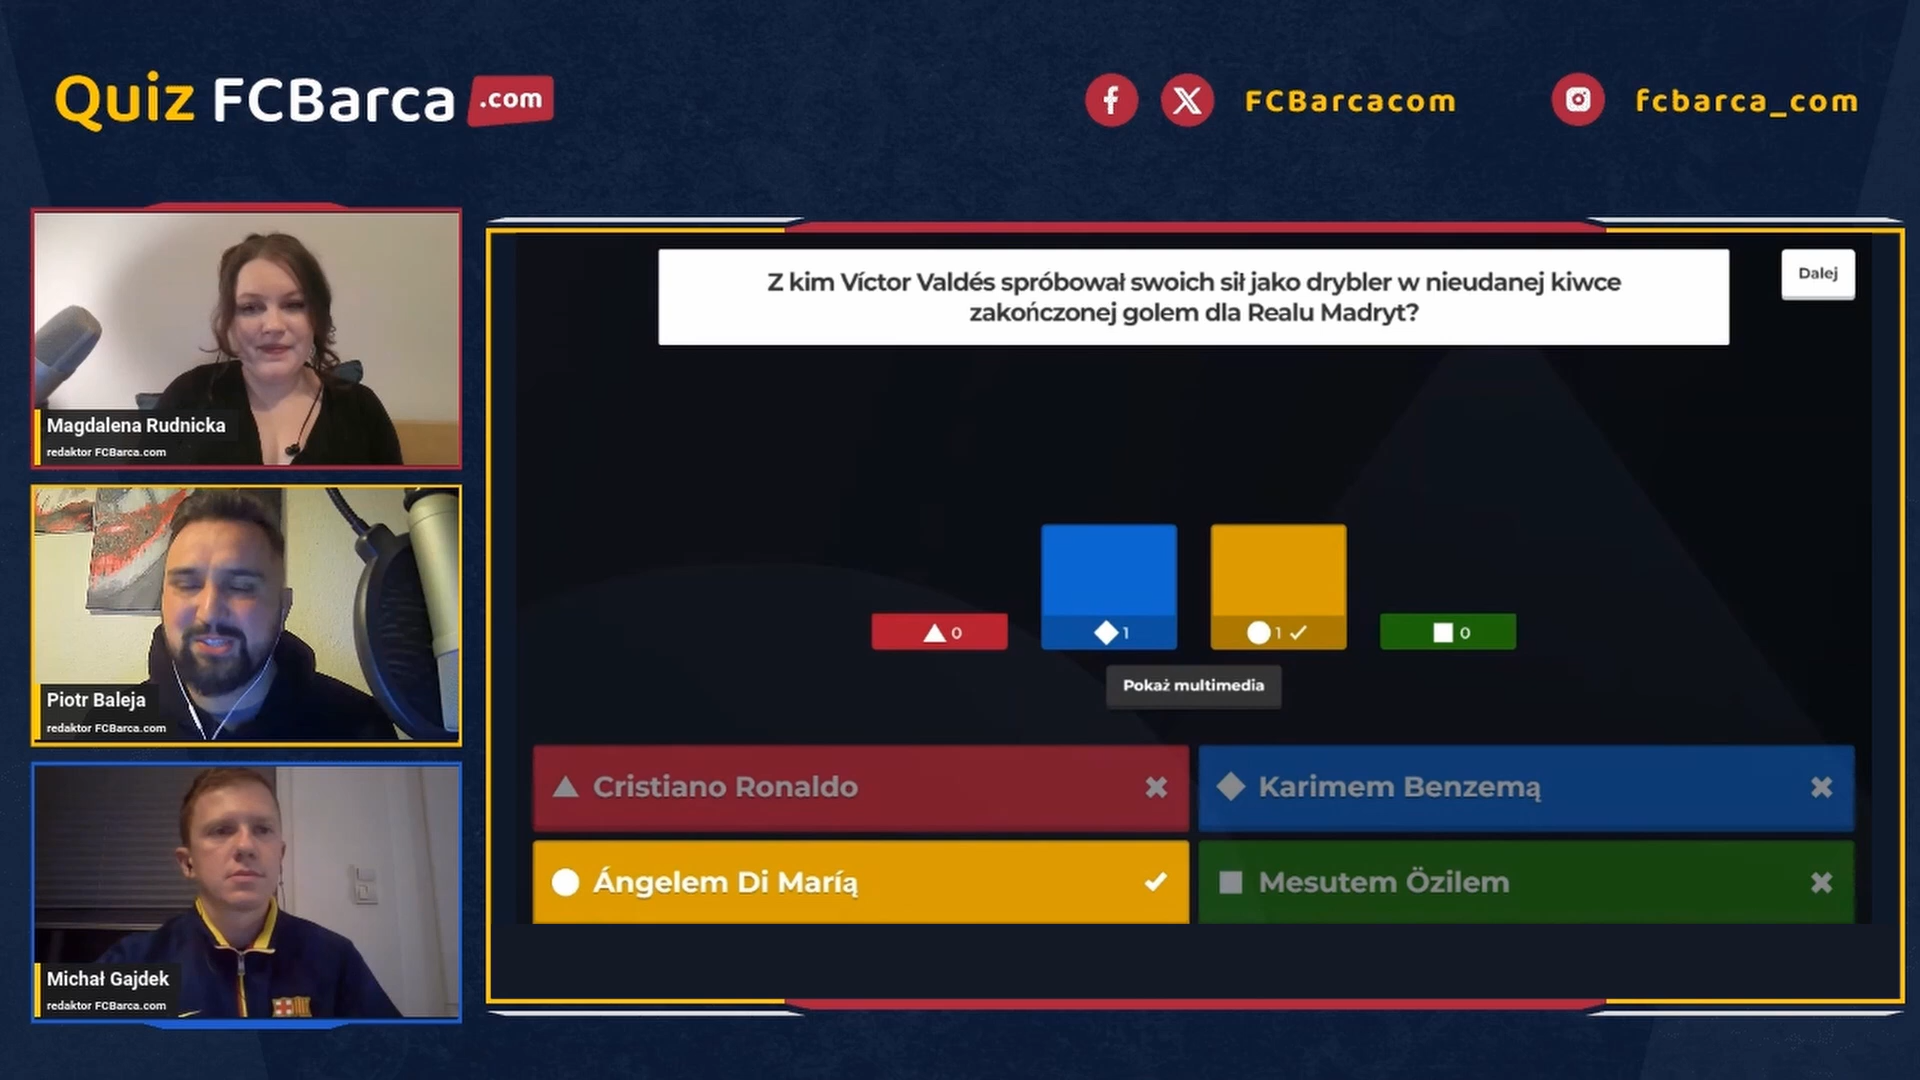 Quiz FCBarca .com
FCBarcacom
fcbarca_com
Magdalena Rudnicka
redaktor FCBarca.com
Piotr Baleja
redaktor FCBarca.com
Michał Gajdek
redaktor FCBarca.com
Z kim Víctor Valdés spróbował swoich sił jako drybler w nieudanej kiwce
zakończonej golem dla Realu Madryt?
Dalej
0
1
1
0
Pokaż multimedia
Cristiano Ronaldo
Karimem Benzemą
Ángelem Di Maríą
Mesutem Özilem